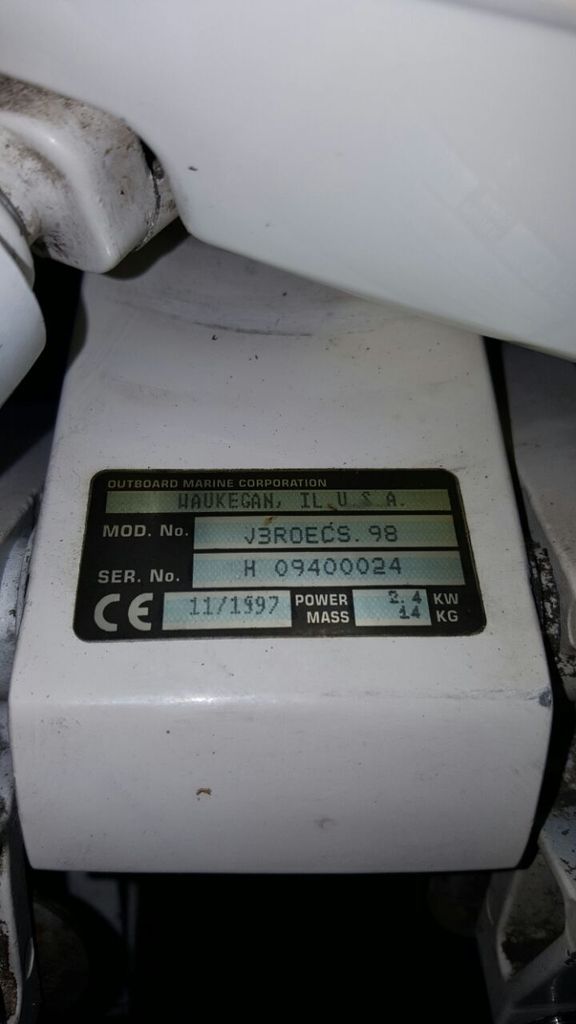 OUTBOARD MARINE CORPORATION
WAUKEGAN, IL U.S.A.
MOD. No. J3ROECS.98
SER. No. H 09400024
CE 11/1997 POWER 2.4 KW
MASS 14 KG